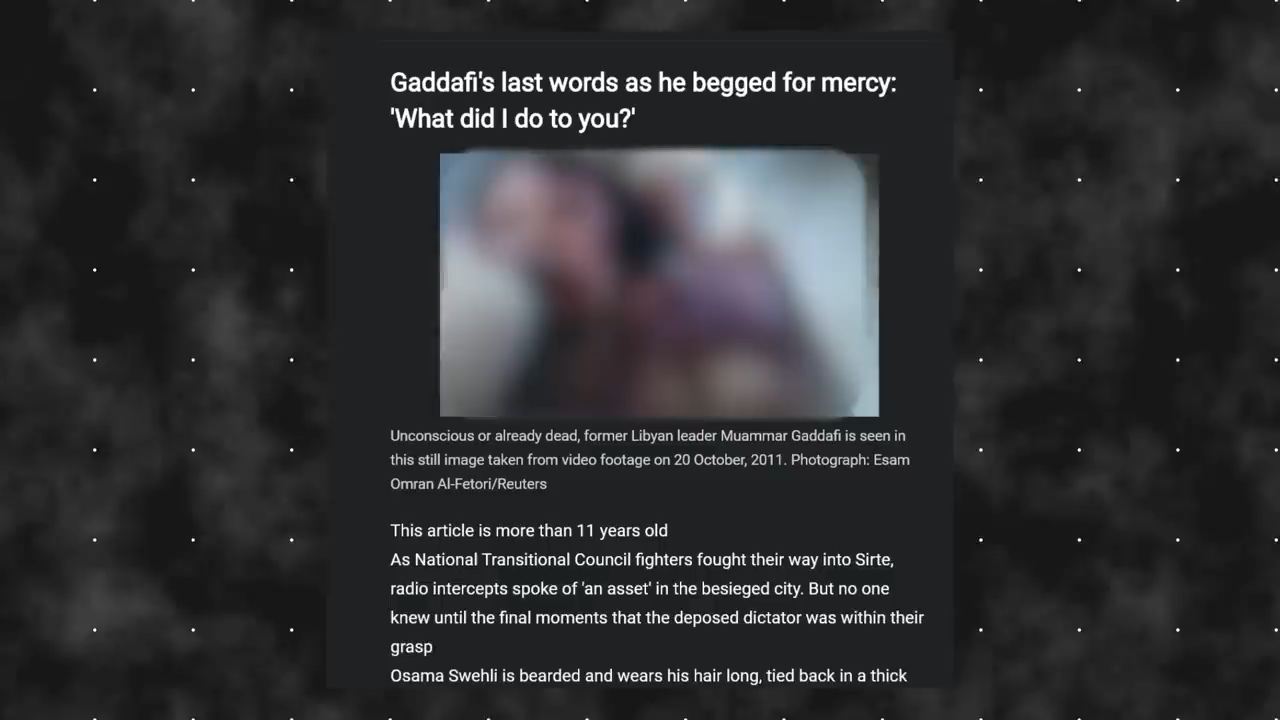 Gaddafi's last words as he begged for mercy:
'What did I do to you?'
Unconscious or already dead, former Libyan leader Muammar Gaddafi is seen in
this still image taken from video footage on 20 October, 2011. Photograph: Esam
Omran Al-Fetori/Reuters
This article is more than 11 years old
As National Transitional Council fighters fought their way into Sirte,
radio intercepts spoke of 'an asset' in the besieged city. But no one
knew until the final moments that the deposed dictator was within their
grasp
Osama Swehli is bearded and wears his hair long, tied back in a thick